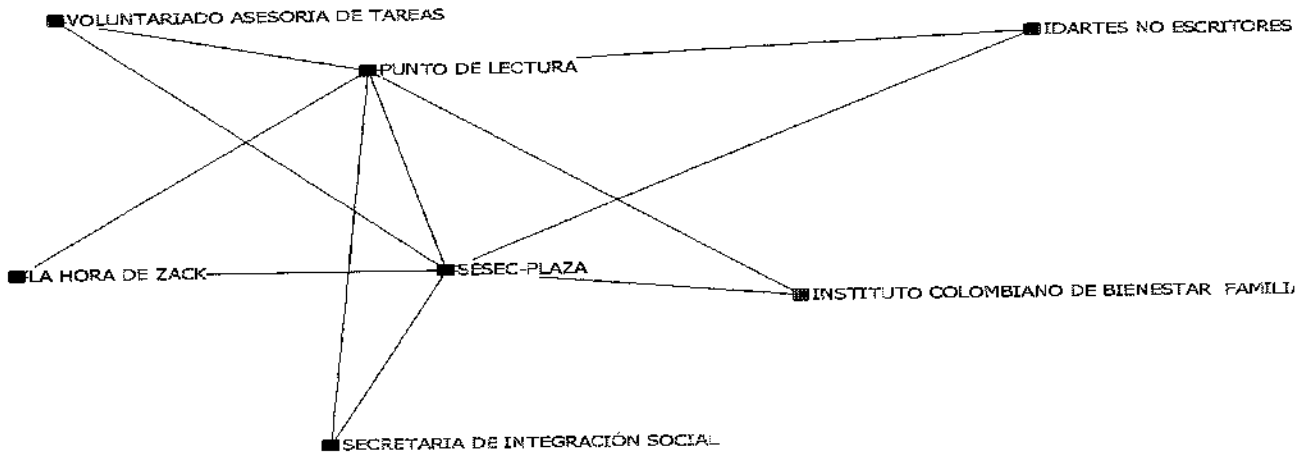 VOLUNTARIADO ASESORIA DE TAREAS
IDARTES NO ESCRITORES
PUNTO DE LECTURA
LA HORA DE ZACK
SESEC-PLAZA
INSTITUTO COLOMBIANO DE BIENESTAR FAMILI
SECRETARIA DE INTEGRACIÓN SOCIAL